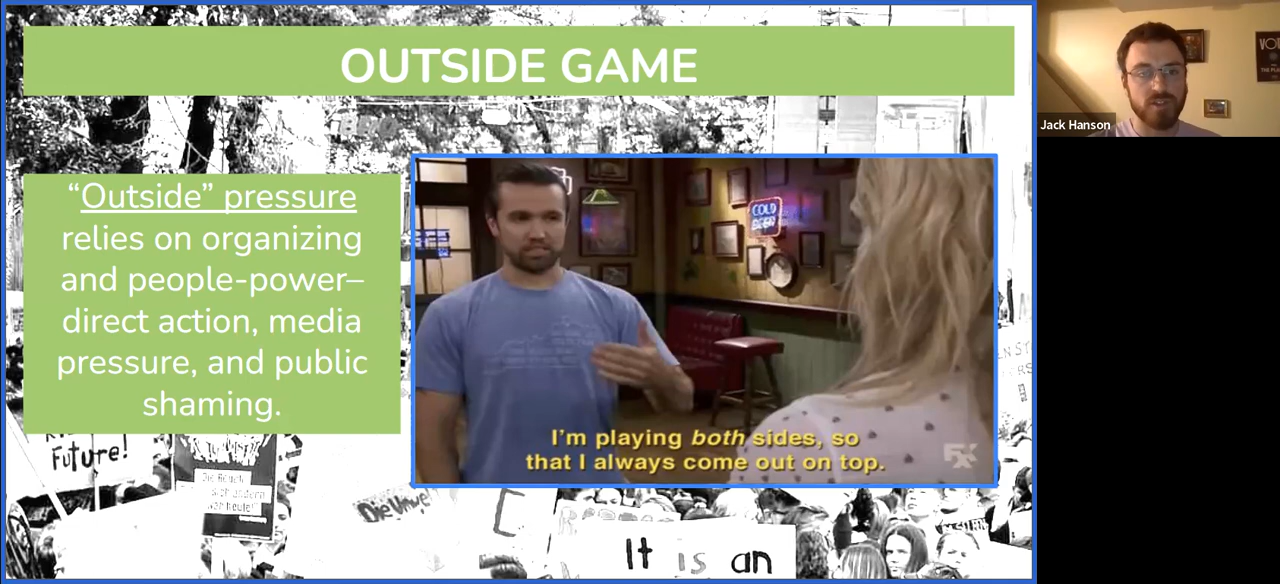 OUTSIDE GAME
“Outside” pressure
relies on organizing
and people-power–
direct action, media
pressure, and public
shaming.
COLD
BEER
I'm playing both sides, so
that I always come out on top.
FX
Jack Hanson
Future!
It is an